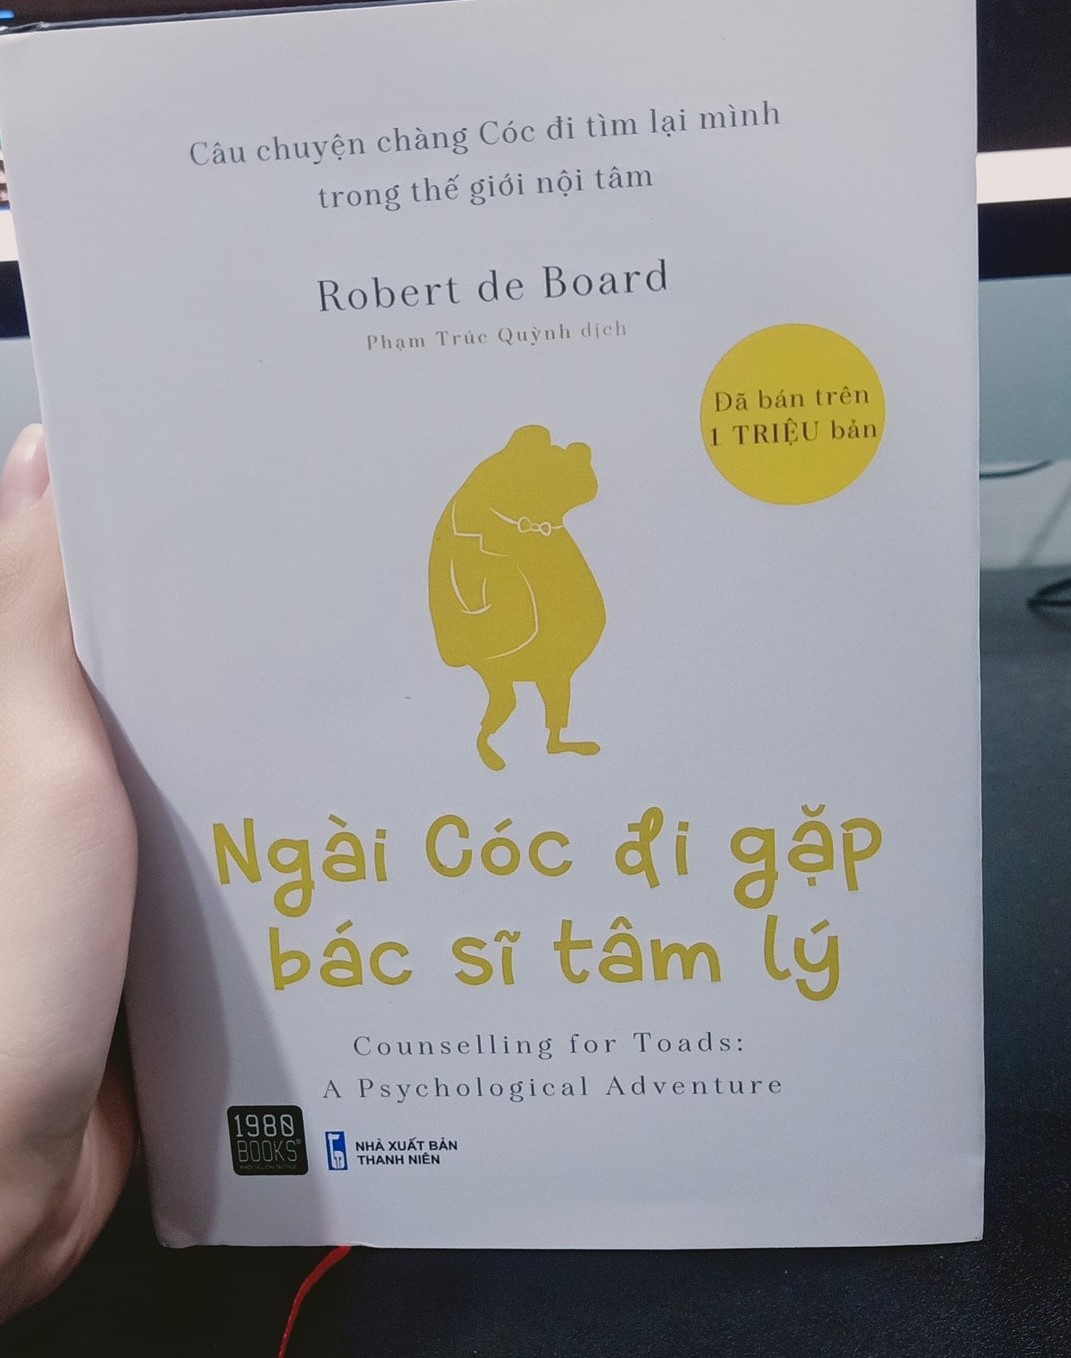 Câu chuyện chàng Cóc đi tìm lại mình
trong thế giới nội tâm
Robert de Board
Phạm Trúc Quỳnh dịch
Đã bán trên
1 TRIỆU bản
Ngài Cóc đi gặp
bác sĩ tâm lý
Counselling for Toads:
A Psychological Adventure
1980
BOOKS®
NHÀ XUẤT BẢN
THANH NIÊN